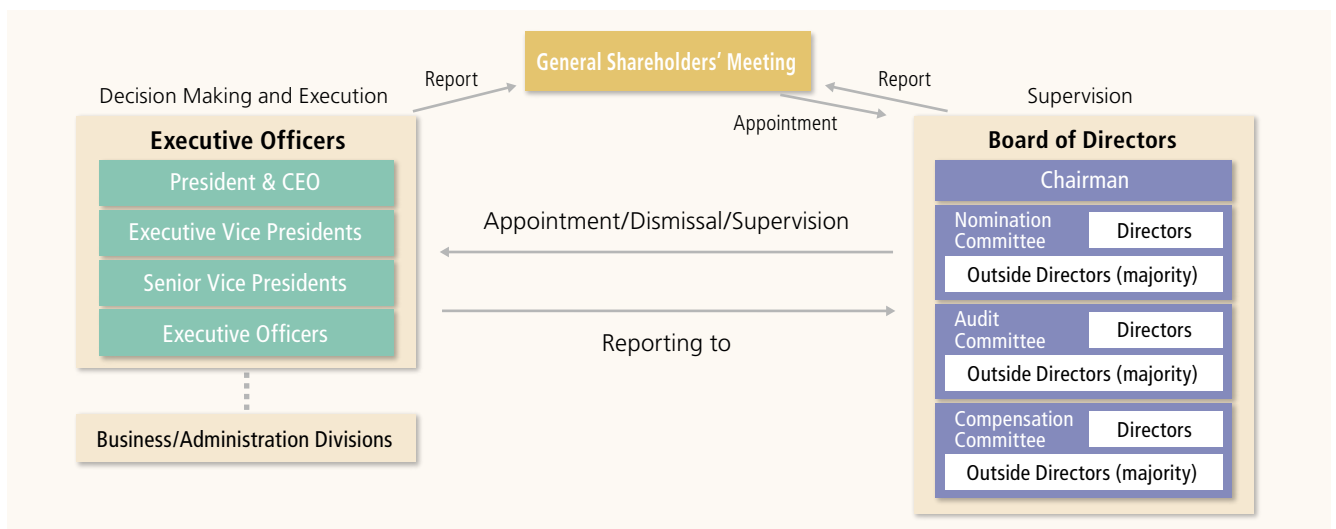 General Shareholders' Meeting
Report
Report
Appointment
Decision Making and Execution
Executive Officers
President & CEO
Executive Vice Presidents
Senior Vice Presidents
Executive Officers
Business/Administration Divisions
Appointment/Dismissal/Supervision
Reporting to
Supervision
Board of Directors
Chairman
Nomination
Committee
Directors
Outside Directors (majority)
Audit
Committee
Directors
Outside Directors (majority)
Compensation
Committee
Directors
Outside Directors (majority)